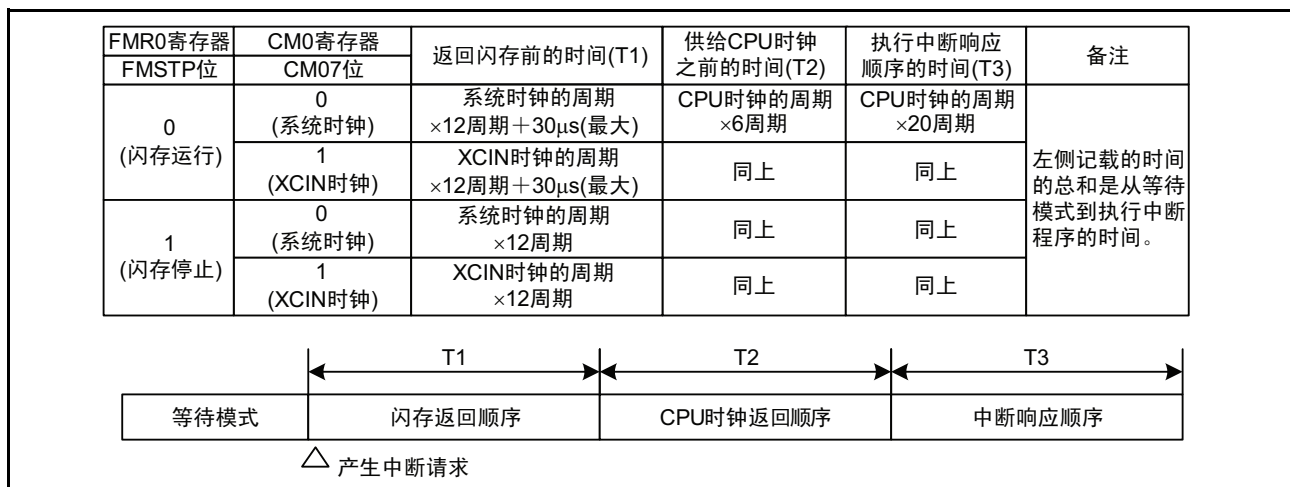 FMR0寄存器
FMSTP位
CM0寄存器
CM07位
返回闪存前的时间(T1)
供给CPU时钟
之前的时间(T2)
执行中断响应
顺序的时间(T3)
备注
0
(闪存运行)
0
(系统时钟)
系统时钟的周期
×12周期＋30μs(最大)
CPU时钟的周期
×6周期
CPU时钟的周期
×20周期
左侧记载的时间
的总和是从等待
模式到执行中断
程序的时间。
1
(XCIN时钟)
XCIN时钟的周期
×12周期＋30μs(最大)
同上
同上
1
(闪存停止)
0
(系统时钟)
系统时钟的周期
×12周期
同上
同上
1
(XCIN时钟)
XCIN时钟的周期
×12周期
同上
同上
T1
T2
T3
等待模式
闪存返回顺序
CPU时钟返回顺序
中断响应顺序
产生中断请求